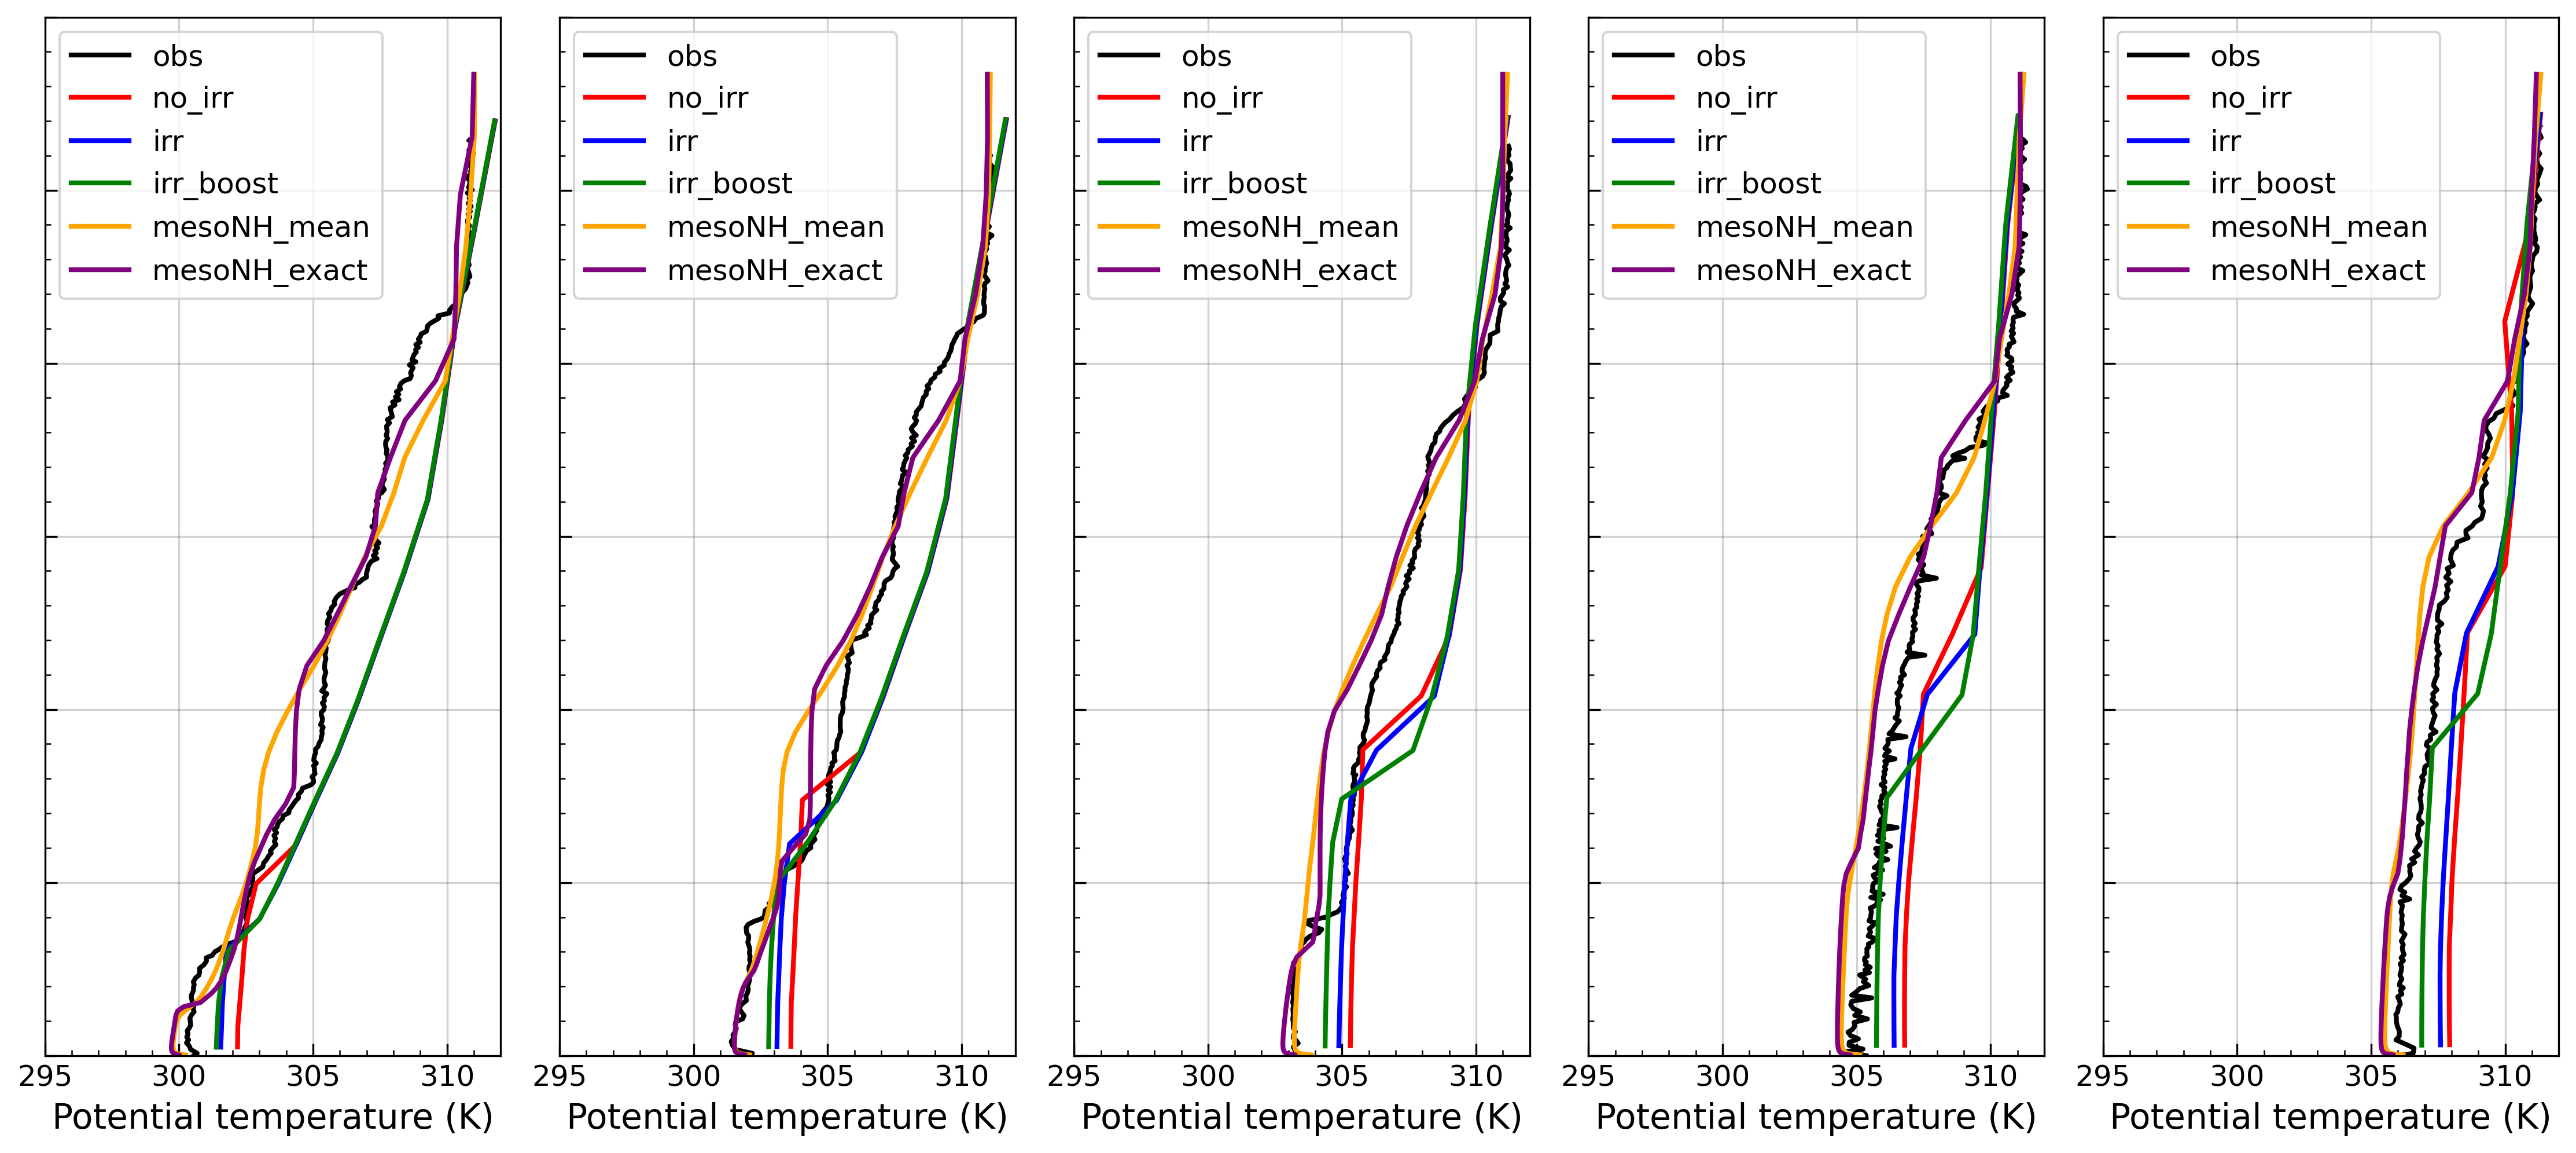 obs
no_irr
irr
irr_boost
mesoNH_mean
mesoNH_exact
295 300 305 310
Potential temperature (K)
obs
no_irr
irr
irr_boost
mesoNH_mean
mesoNH_exact
295 300 305 310
Potential temperature (K)
obs
no_irr
irr
irr_boost
mesoNH_mean
mesoNH_exact
295 300 305 310
Potential temperature (K)
obs
no_irr
irr
irr_boost
mesoNH_mean
mesoNH_exact
295 300 305 310
Potential temperature (K)
obs
no_irr
irr
irr_boost
mesoNH_mean
mesoNH_exact
295 300 305 310
Potential temperature (K)